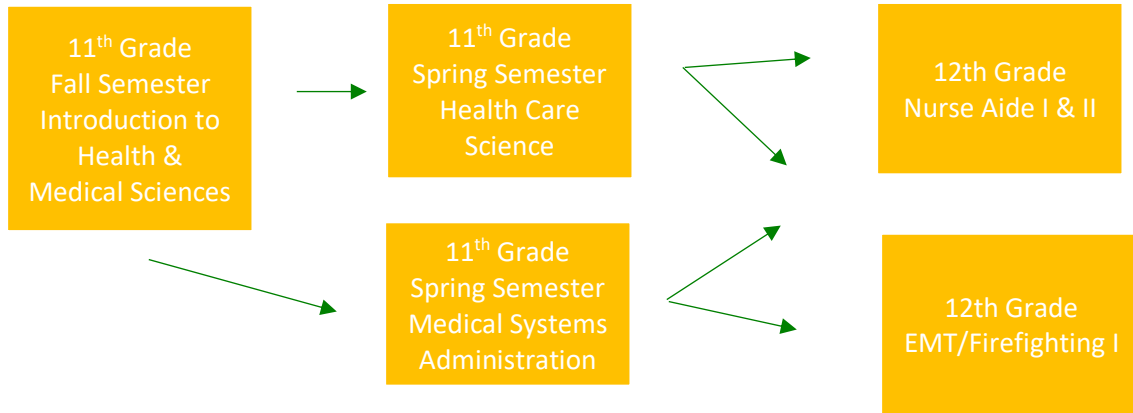 11th Grade
Fall Semester
Introduction to
Health &
Medical Sciences
11th Grade
Spring Semester
Health Care
Science
12th Grade
Nurse Aide I & II
11th Grade
Spring Semester
Medical Systems
Administration
12th Grade
EMT/Firefighting I